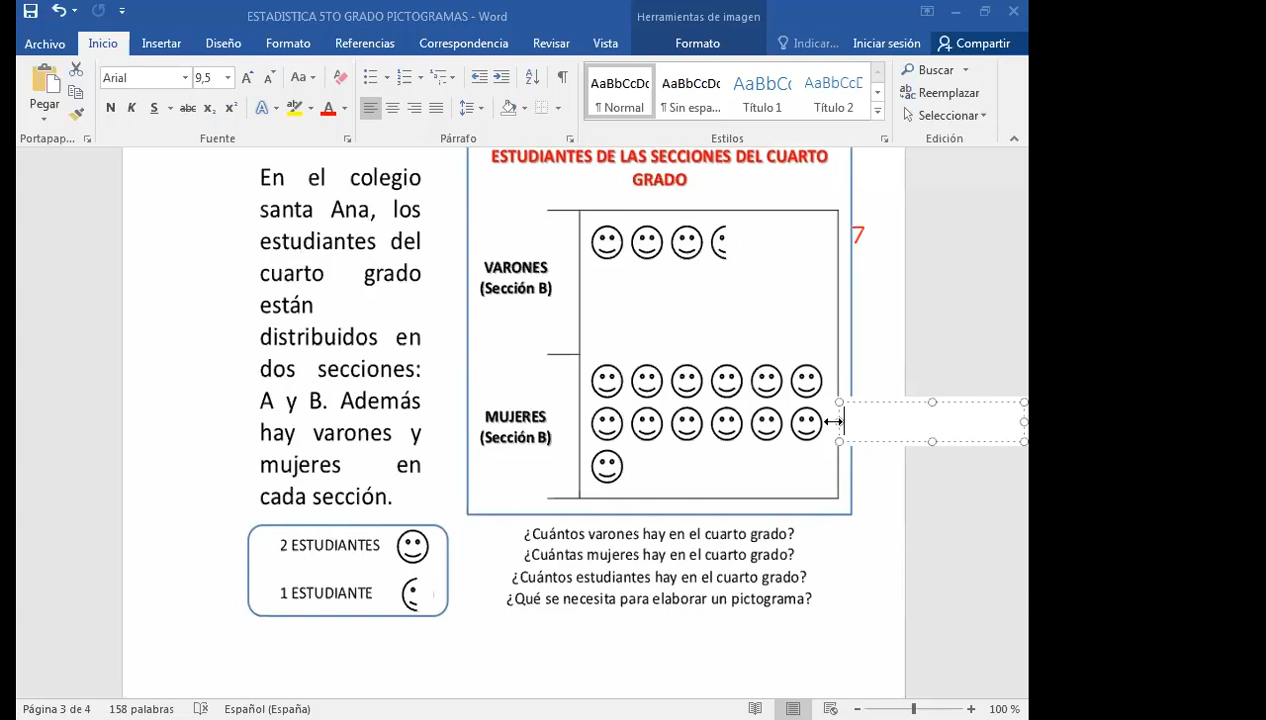 ESTADISTICA 5TO GRADO PICTOGRAMAS - Word
Herramientas de imagen
Archivo Inicio Insertar Diseño Formato Referencias Correspondencia Revisar Vista Formato Indicar... Iniciar sesión Compartir
Arial 9,5 Aa
AaBbCcDc AaBbCcDc AaBbCc AaBbCcD
Buscar
Reemplazar
Seleccionar
Pegar
N K S abc x₂ x² A A
¶ Normal ¶ Sin espa... Título 1 Título 2
Portapap... Fuente Párrafo Estilos Edición
ESTUDIANTES DE LAS SECCIONES DEL CUARTO
GRADO
En el colegio
santa Ana, los
estudiantes del
cuarto grado
están
distribuidos en
dos secciones:
A y B. Además
hay varones y
mujeres en
cada sección.
VARONES
(Sección B)
7
MUJERES
(Sección B)
2 ESTUDIANTES
1 ESTUDIANTE
¿Cuántos varones hay en el cuarto grado?
¿Cuántas mujeres hay en el cuarto grado?
¿Cuántos estudiantes hay en el cuarto grado?
¿Qué se necesita para elaborar un pictograma?
Página 3 de 4 158 palabras Español (España) 100 %